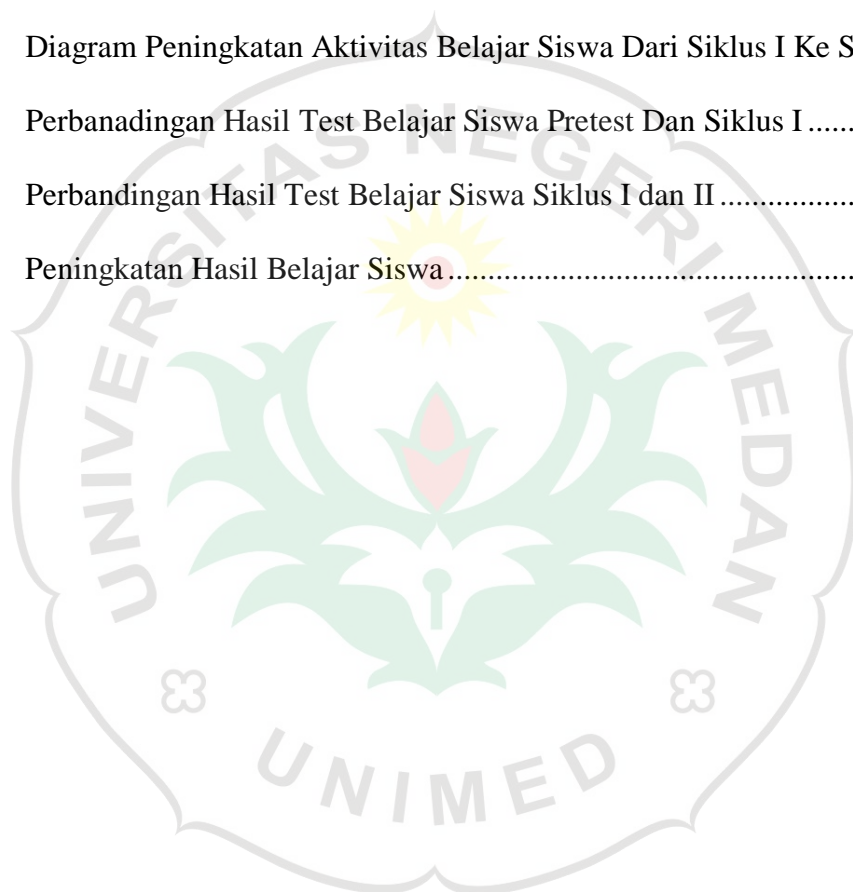 Diagram Peningkatan Aktivitas Belajar Siswa Dari Siklus I Ke S
Perbanadingan Hasil Test Belajar Siswa Pretest Dan Siklus I ......
Perbandingan Hasil Test Belajar Siswa Siklus I dan II .................
Peningkatan Hasil Belajar Siswa ....................................................
UNIVERSITAS NEGERI MEDAN
UNIMED